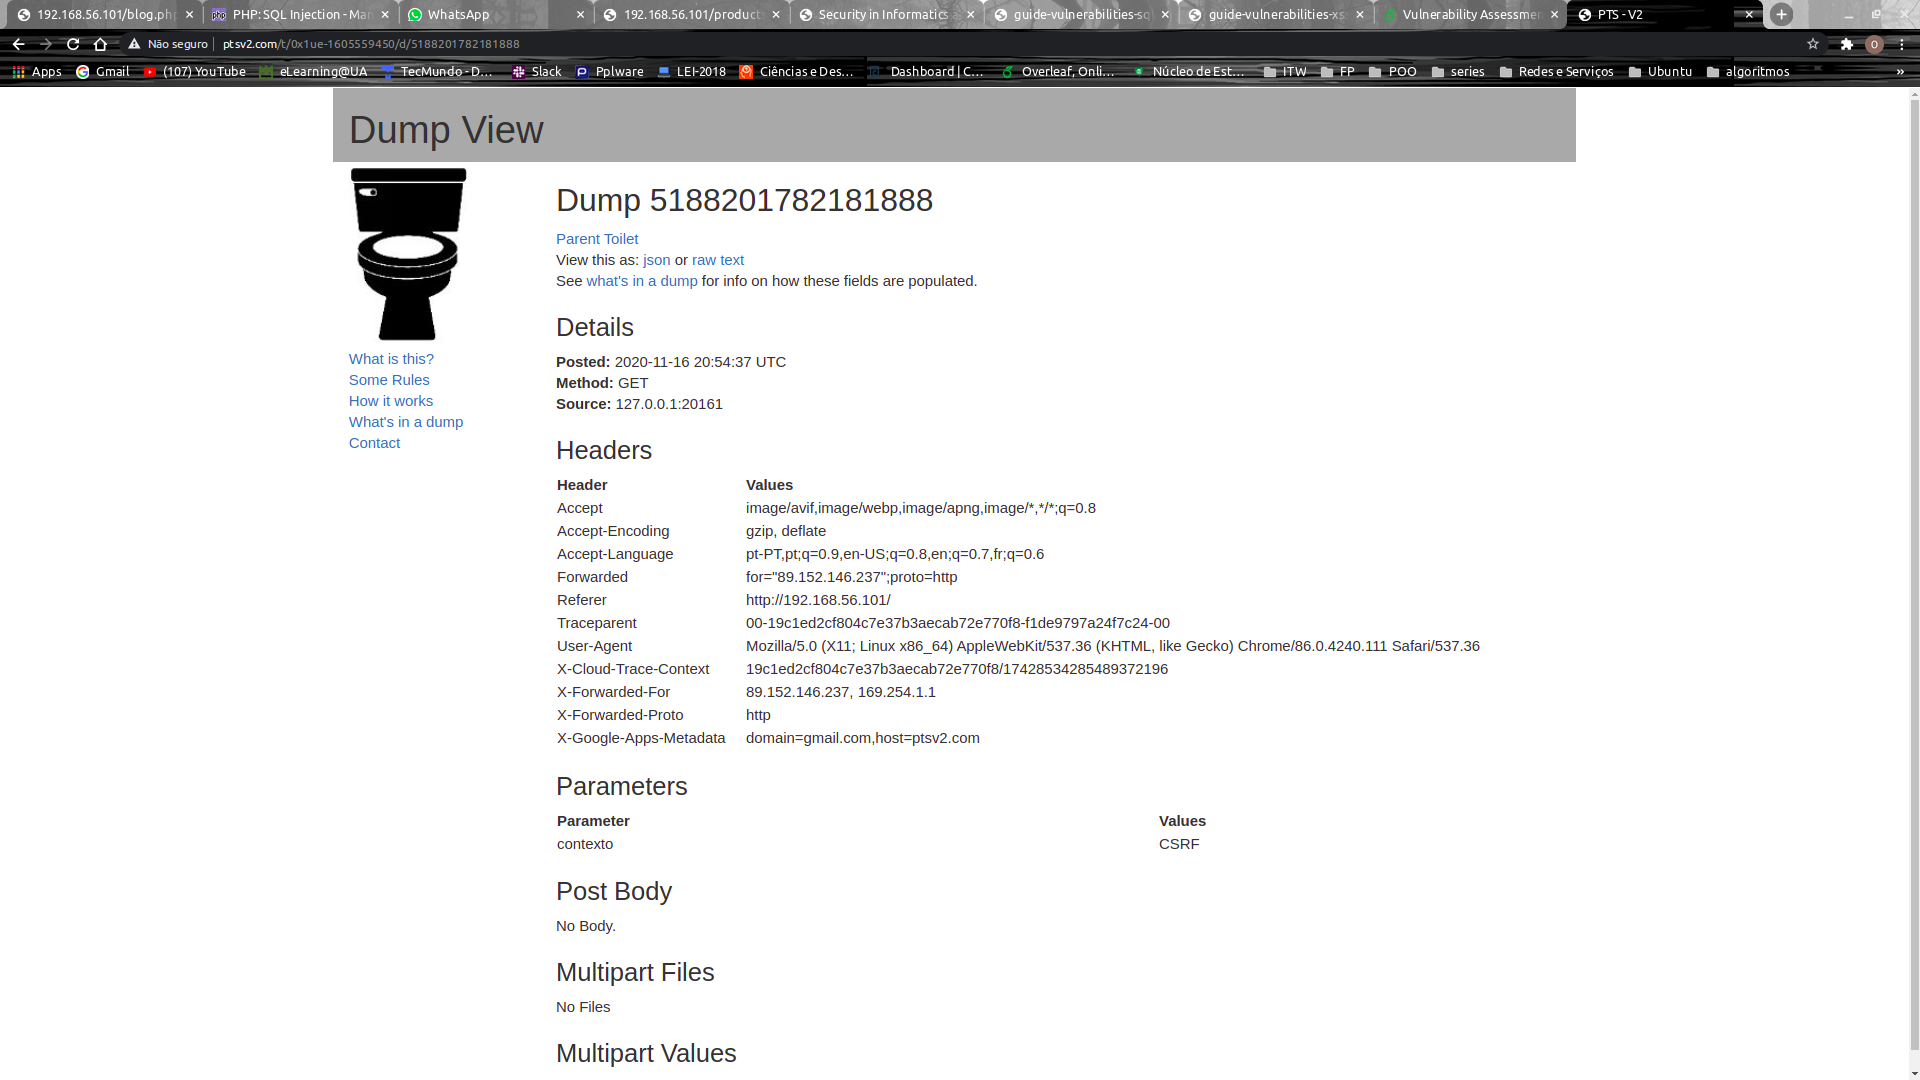 192.168.56.101/blog.php
PHP: SQL Injection - Man
WhatsApp
192.168.56.101/products
Security in Informatics a
guide-vulnerabilities-sql
guide-vulnerabilities-xs
Vulnerability Assessmen
PTS - V2
Não seguro | ptsv2.com/t/0x1ue-1605559450/d/5188201782181888
Apps Gmail (107) YouTube eLearning@UA TecMundo - D... Slack Pplware LEI-2018 Ciências e Des... Dashboard | C... Overleaf, Onli... Núcleo de Est... ITW FP POO series Redes e Serviços Ubuntu algoritmos »
Dump View
What is this?
Some Rules
How it works
What's in a dump
Contact
Dump 5188201782181888
Parent Toilet
View this as: json or raw text
See what's in a dump for info on how these fields are populated.
Details
Posted: 2020-11-16 20:54:37 UTC
Method: GET
Source: 127.0.0.1:20161
Headers
Header Values
Accept image/avif,image/webp,image/apng,image/*,*/*;q=0.8
Accept-Encoding gzip, deflate
Accept-Language pt-PT,pt;q=0.9,en-US;q=0.8,en;q=0.7,fr;q=0.6
Forwarded for="89.152.146.237";proto=http
Referer http://192.168.56.101/
Traceparent 00-19c1ed2cf804c7e37b3aecab72e770f8-f1de9797a24f7c24-00
User-Agent Mozilla/5.0 (X11; Linux x86_64) AppleWebKit/537.36 (KHTML, like Gecko) Chrome/86.0.4240.111 Safari/537.36
X-Cloud-Trace-Context 19c1ed2cf804c7e37b3aecab72e770f8/17428534285489372196
X-Forwarded-For 89.152.146.237, 169.254.1.1
X-Forwarded-Proto http
X-Google-Apps-Metadata domain=gmail.com,host=ptsv2.com
Parameters
Parameter Values
contexto CSRF
Post Body
No Body.
Multipart Files
No Files
Multipart Values